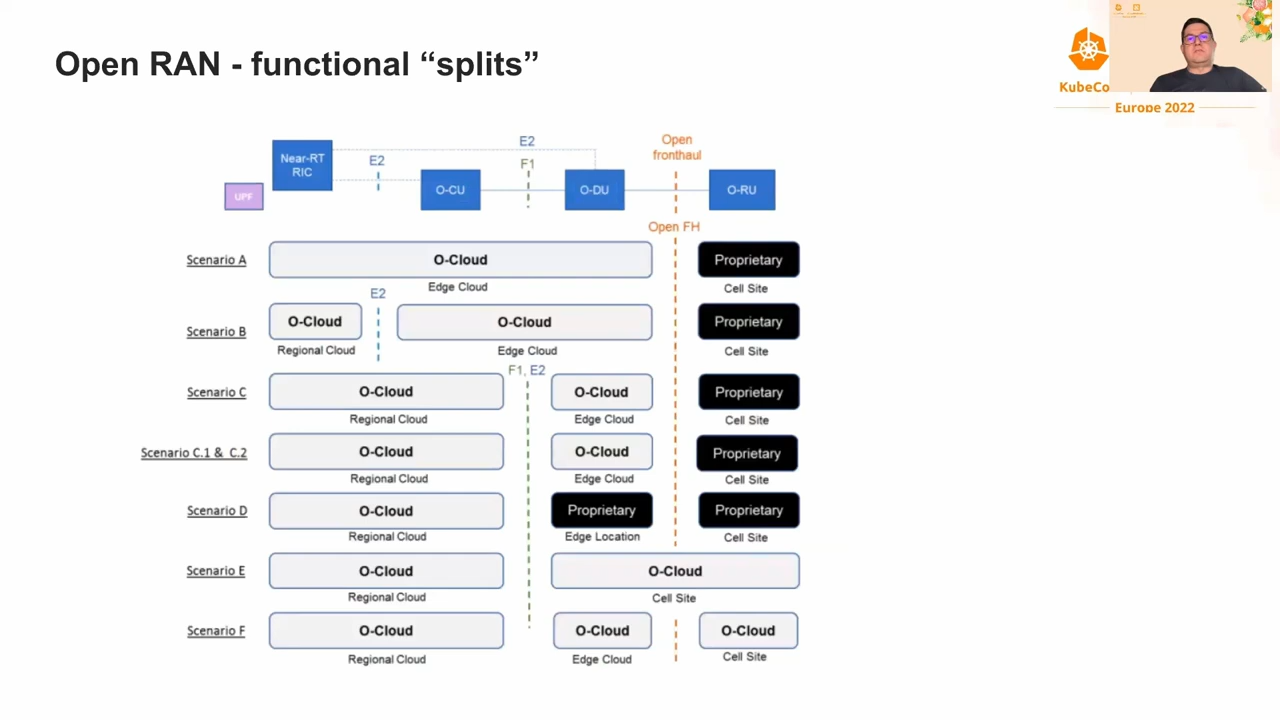 Open RAN - functional “splits”
KubeCo
Europe 2022
Near-RT
RIC
UPF
E2
E2
F1
O-CU
O-DU
Open
fronthaul
O-RU
Open FH
Scenario A
O-Cloud
Edge Cloud
Proprietary
Cell Site
E2
Scenario B
O-Cloud
Regional Cloud
O-Cloud
Edge Cloud
Proprietary
Cell Site
F1, E2
Scenario C
O-Cloud
Regional Cloud
O-Cloud
Edge Cloud
Proprietary
Cell Site
Scenario C.1 & C.2
O-Cloud
Regional Cloud
O-Cloud
Edge Cloud
Proprietary
Cell Site
Scenario D
O-Cloud
Regional Cloud
Proprietary
Edge Location
Proprietary
Cell Site
Scenario E
O-Cloud
Regional Cloud
O-Cloud
Cell Site
Scenario F
O-Cloud
Regional Cloud
O-Cloud
Edge Cloud
O-Cloud
Cell Site